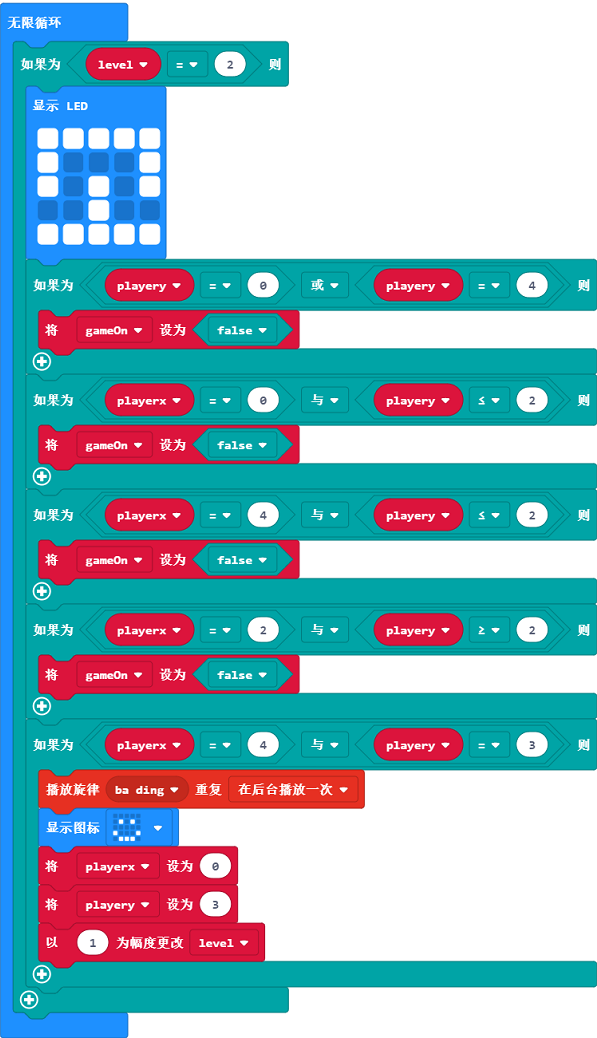 无限循环
如果为 level = 2 则
显示 LED
如果为 playery = 0 或 playery = 4 则
将 gameOn 设为 false
如果为 playerx = 0 与 playery ≤ 2 则
将 gameOn 设为 false
如果为 playerx = 4 与 playery ≤ 2 则
将 gameOn 设为 false
如果为 playerx = 2 与 playery ≥ 2 则
将 gameOn 设为 false
如果为 playerx = 4 与 playery = 3 则
播放旋律 ba ding 重复 在后台播放一次
显示图标
将 playerx 设为 0
将 playery 设为 3
以 1 为幅度更改 level